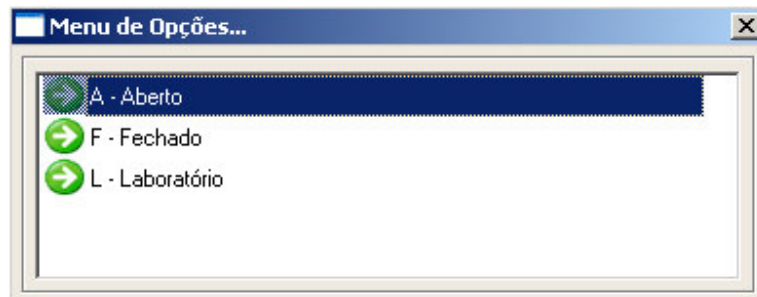 Menu de Opções...
A - Aberto
F - Fechado
L - Laboratório